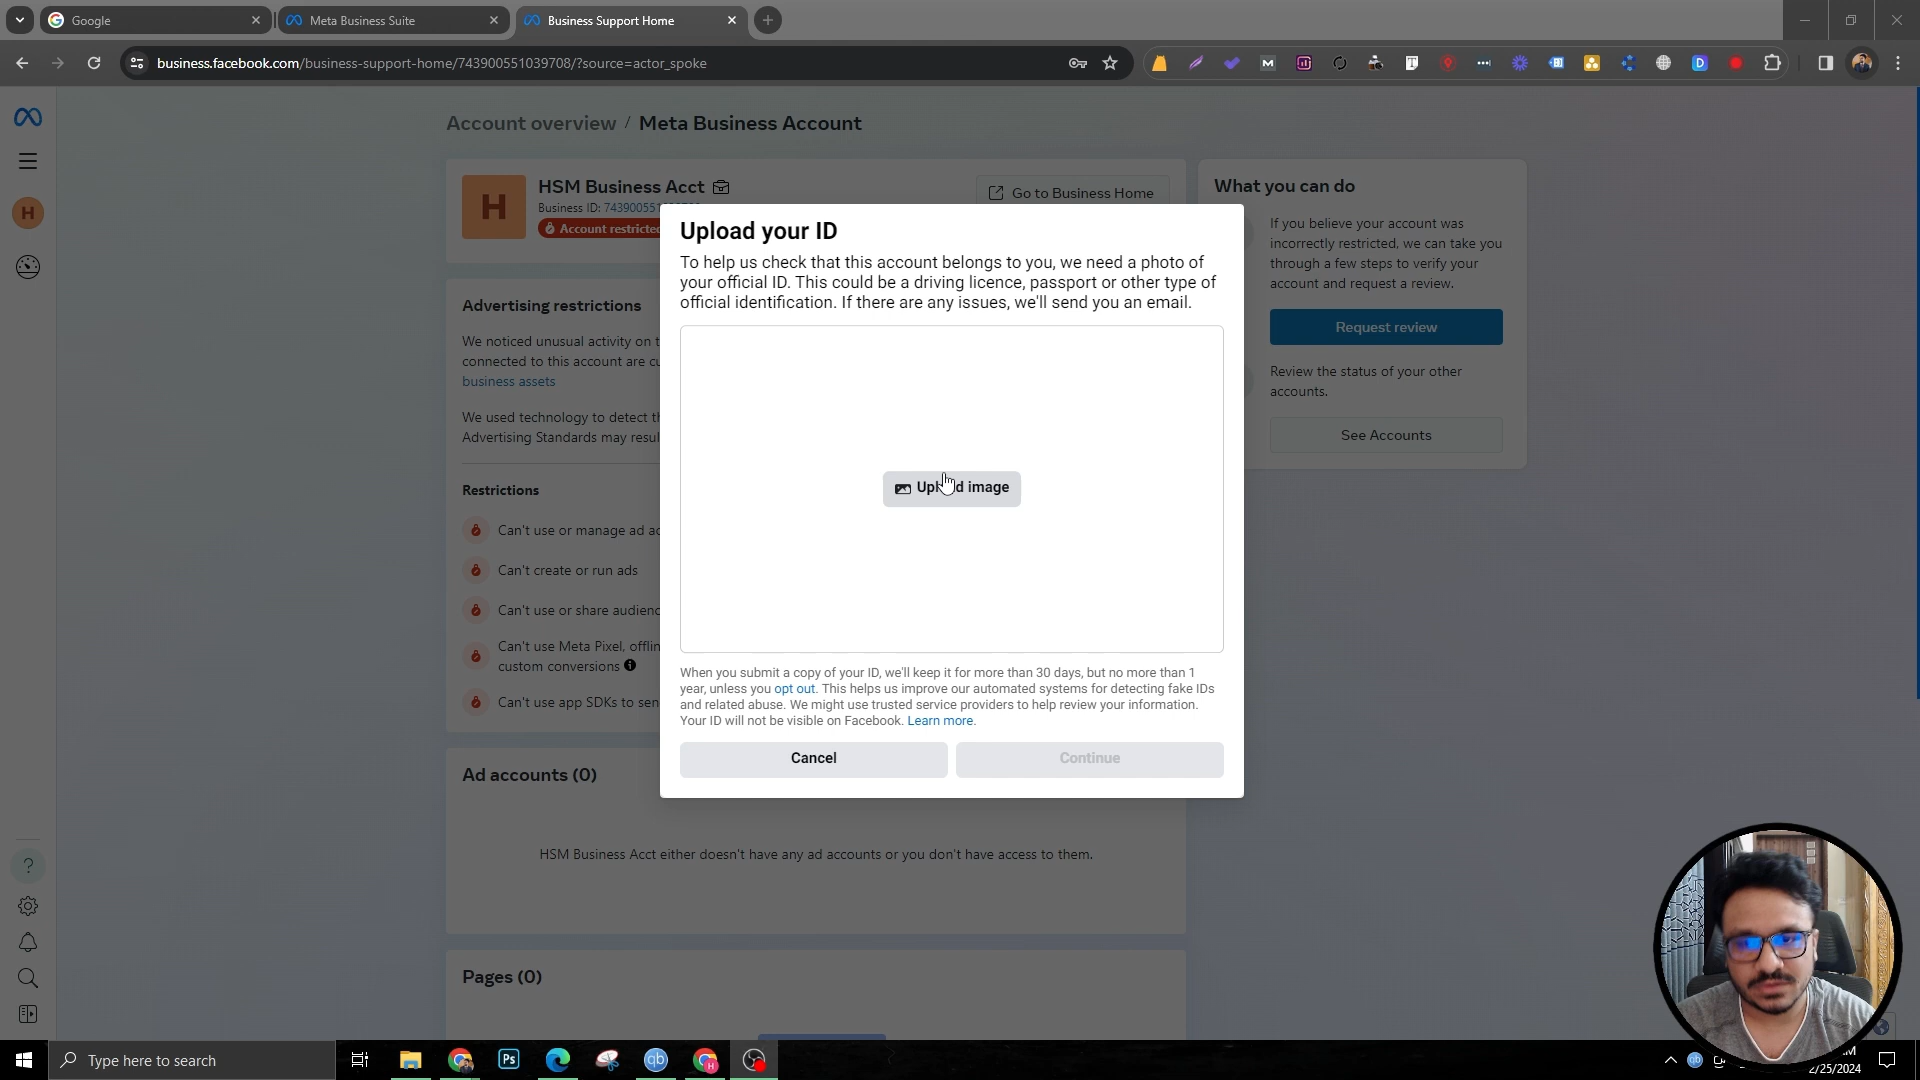 Google
Meta Business Suite
Business Support Home
business.facebook.com/business-support-home/743900551039708/?source=actor_spoke
Account overview / Meta Business Account
H
H
HSM Business Acct
Business ID: 743900551
Account restricted
Go to Business Home
What you can do
If you believe your account was
incorrectly restricted, we can take you
through a few steps to verify your
account and request a review.
Request review
Review the status of your other
accounts.
See Accounts
Advertising restrictions
We noticed unusual activity on
connected to this account are
business assets
We used technology to detect
Advertising Standards may
Restrictions
Can't use or manage ad
Can't create or run ads
Can't use or share
Can't use Meta Pixel,
custom conversions
Can't use app SDKs to
Ad accounts (0)
HSM Business Acct either doesn't have any ad accounts or you don't have access to them.
Pages (0)
Upload your ID
To help us check that this account belongs to you, we need a photo of
your official ID. This could be a driving licence, passport or other type of
official identification. If there are any issues, we'll send you an email.
Upload image
When you submit a copy of your ID, we'll keep it for more than 30 days, but no more than 1
year, unless you opt out. This helps us improve our automated systems for detecting fake IDs
and related abuse. We might use trusted service providers to help review your information.
Your ID will not be visible on Facebook. Learn more.
Cancel
Continue
Type here to search
Ps
qb
2/25/2024